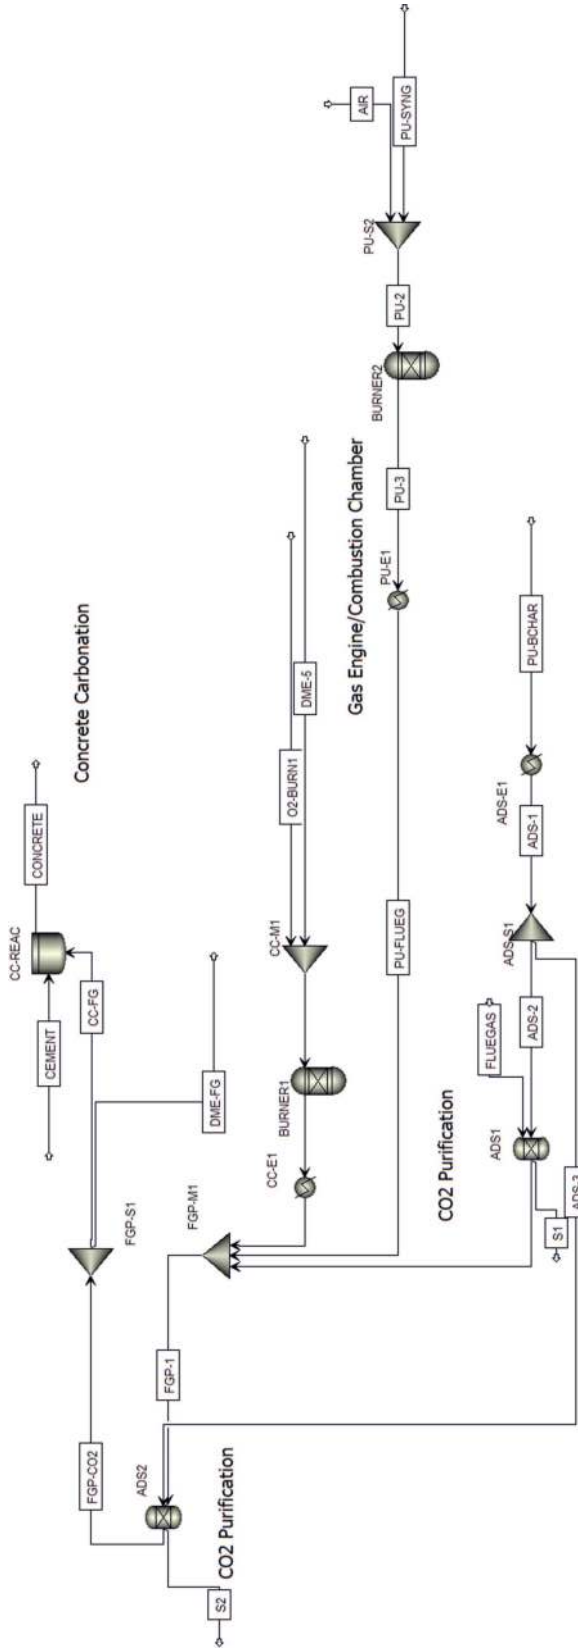 AIR
PU-SYNG
PU-S2
PU-2
BURNER2
PU-3
PU-E1
Gas Engine/Combustion Chamber
Concrete Carbonation
CONCRETE
CC-REAC
CEMENT
CC-FG
DME-FG
FGP-S1
O2-BURN1
DME-5
CC-M1
BURNER1
CC-E1
FGP-M1
PU-FLUEG
PU-BCHAR
ADS-E1
ADS-1
ADS-S1
ADS-2
FLUEGAS
ADS1
CO2 Purification
S1
ADS-3
FGP-1
FGP-CO2
ADS2
CO2 Purification
S2